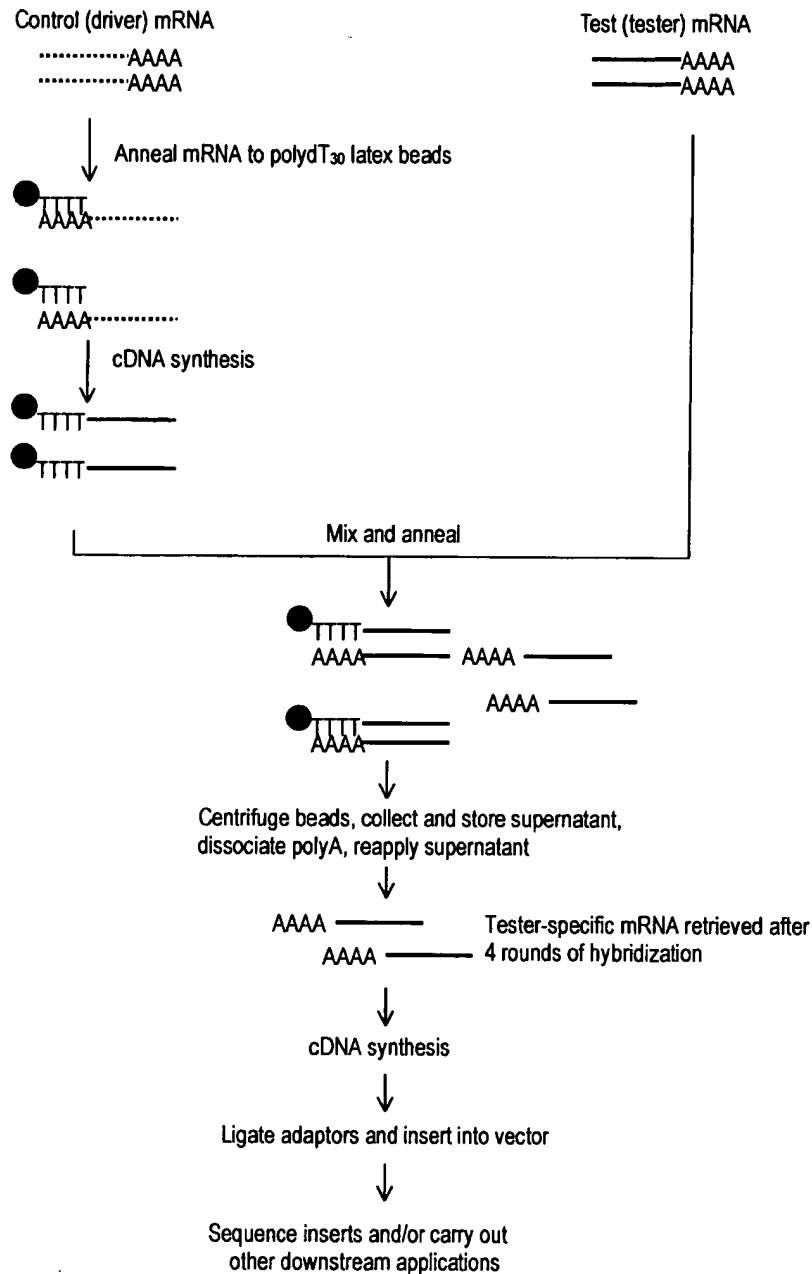 Control (driver) mRNA
Test (tester) mRNA
AAAA
AAAA
AAAA
AAAA
Anneal mRNA to polydT₃₀ latex beads
TTTT
AAAA
TTTT
AAAA
cDNA synthesis
TTTT
TTTT
Mix and anneal
TTTT
AAAA AAAA
AAAA
TTTT
AAAA
Centrifuge beads, collect and store supernatant,
dissociate polyA, reapply supernatant
AAAA
AAAA
Tester-specific mRNA retrieved after
4 rounds of hybridization
cDNA synthesis
Ligate adaptors and insert into vector
Sequence inserts and/or carry out
other downstream applications